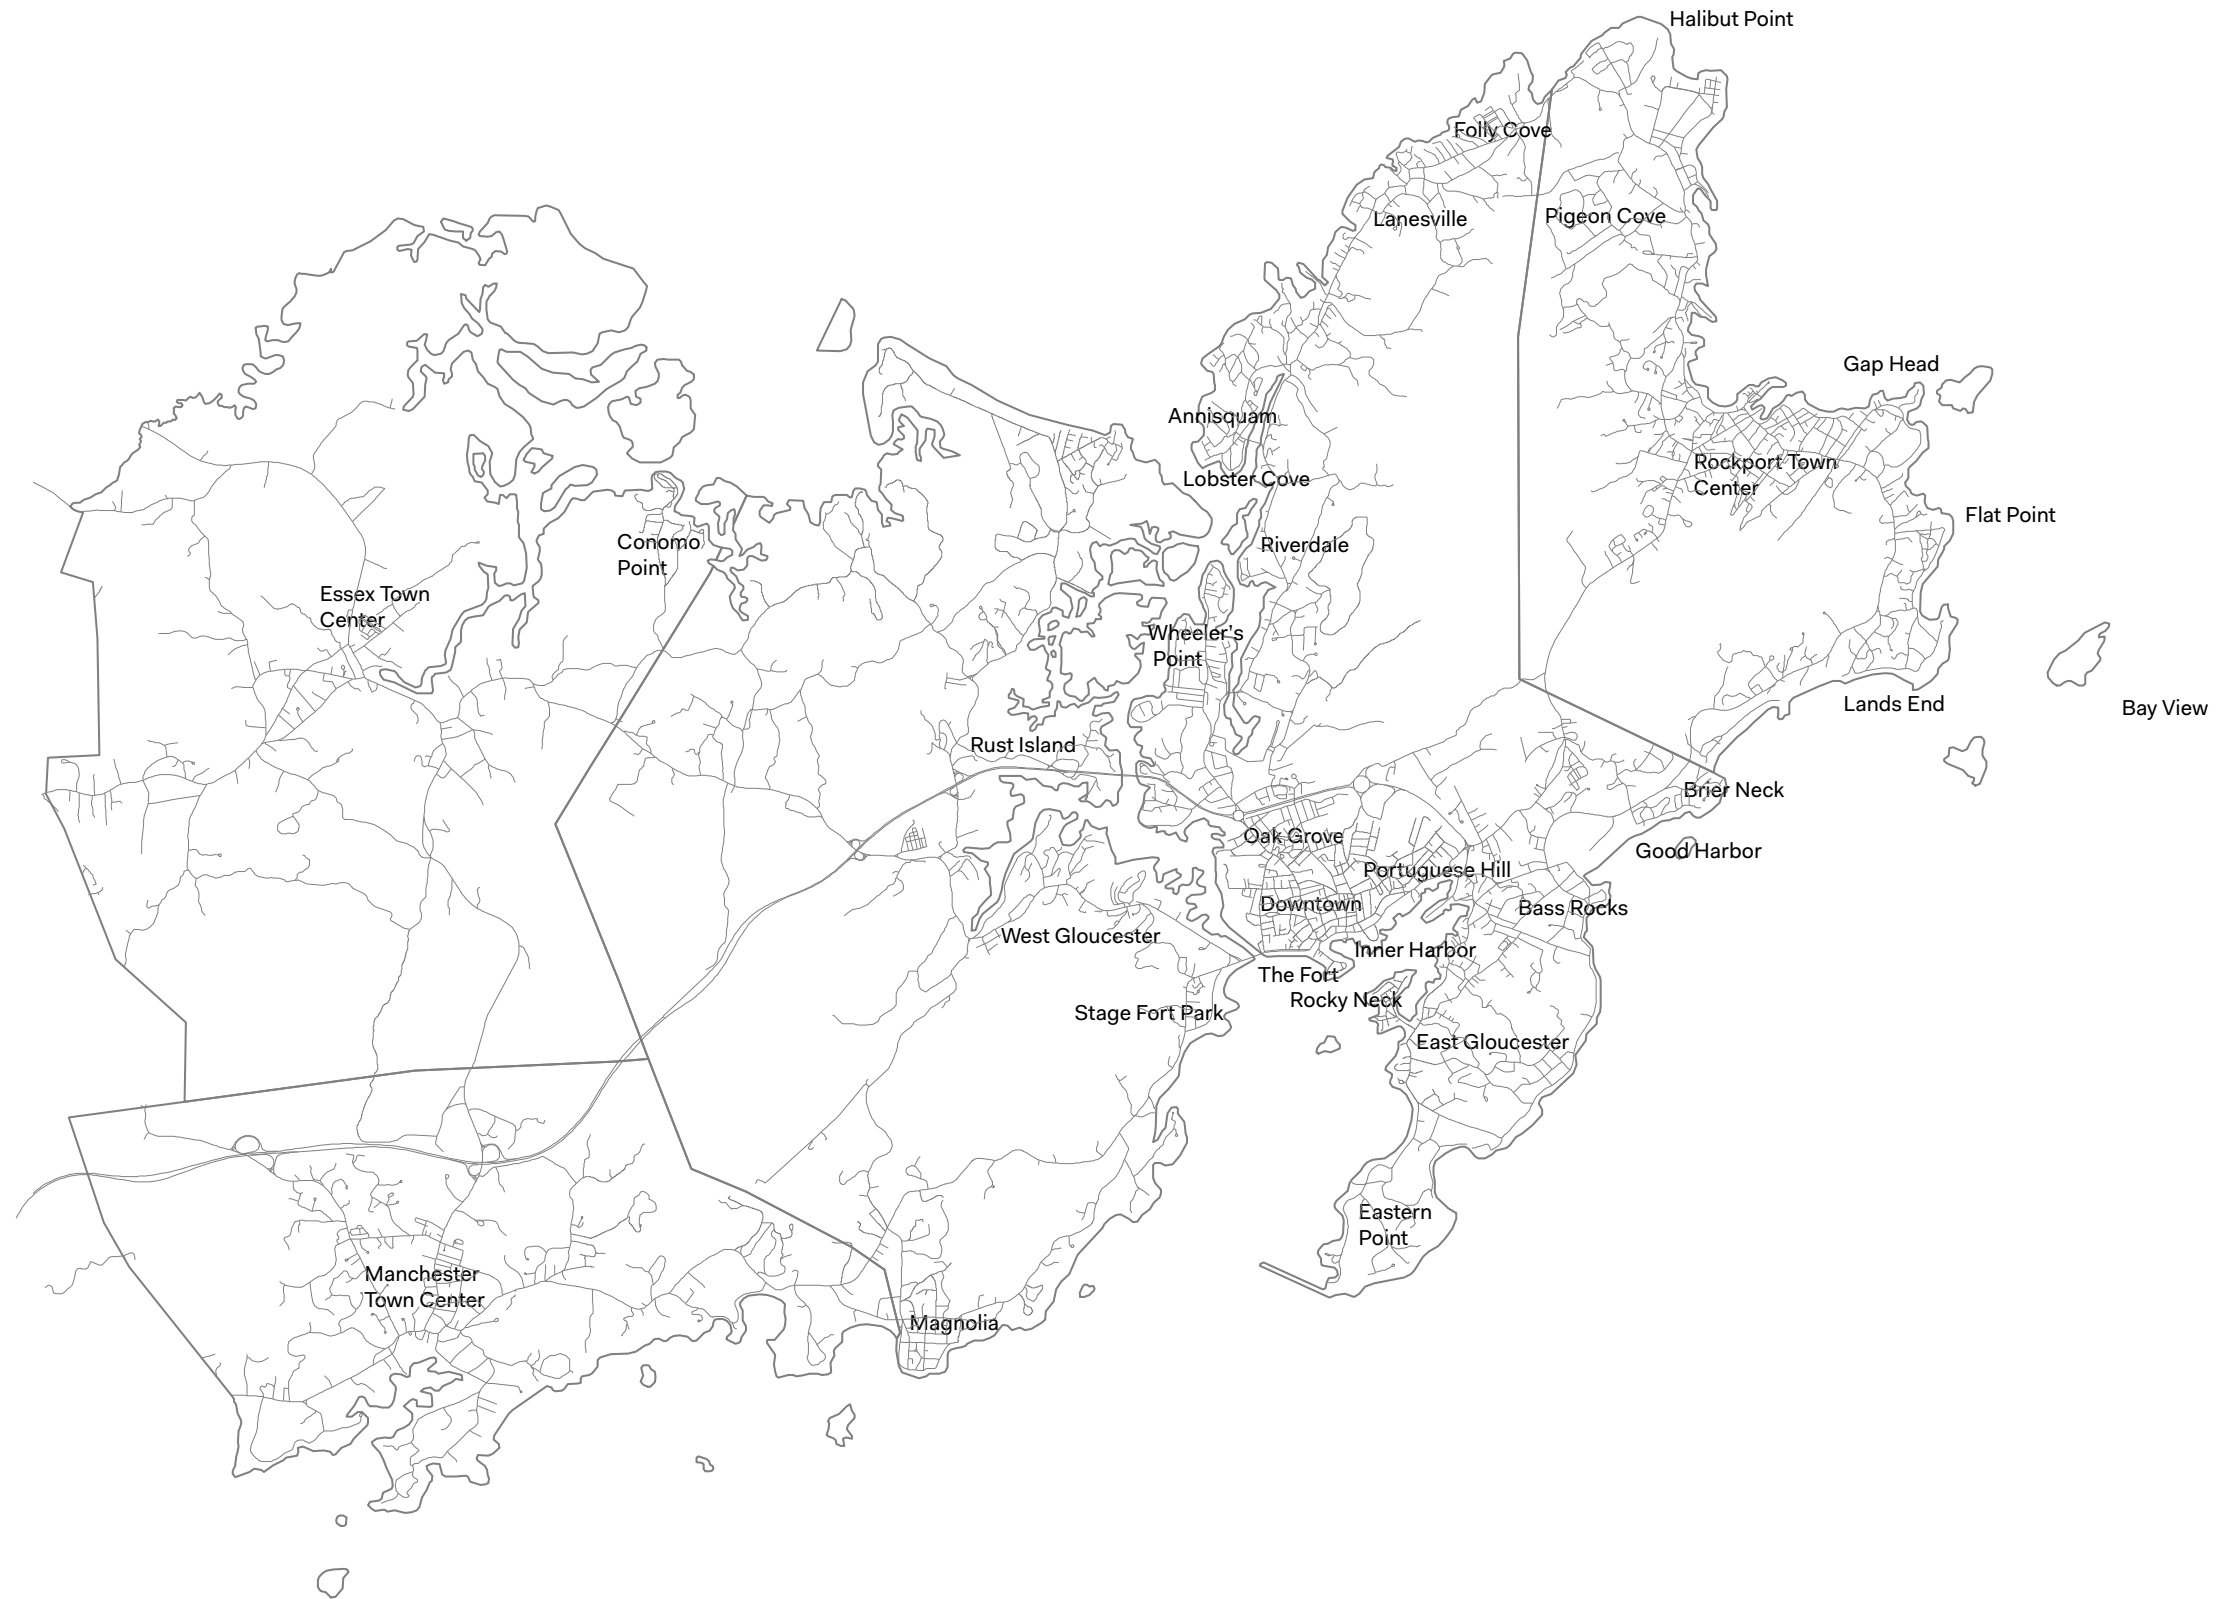 Halibut Point
Folly Cove
Lanesville
Pigeon Cove
Gap Head
Annisquam
Rockport Town
Center
Lobster Cove
Flat Point
Conomo
Point
Riverdale
Essex Town
Center
Wheeler's
Point
Lands End
Bay View
Rust Island
Brier Neck
Oak Grove
Good Harbor
Portuguese Hill
Downtown
Bass Rocks
West Gloucester
Inner Harbor
The Fort
Rocky Neck
Stage Fort Park
East Gloucester
Eastern
Point
Manchester
Town Center
Magnolia